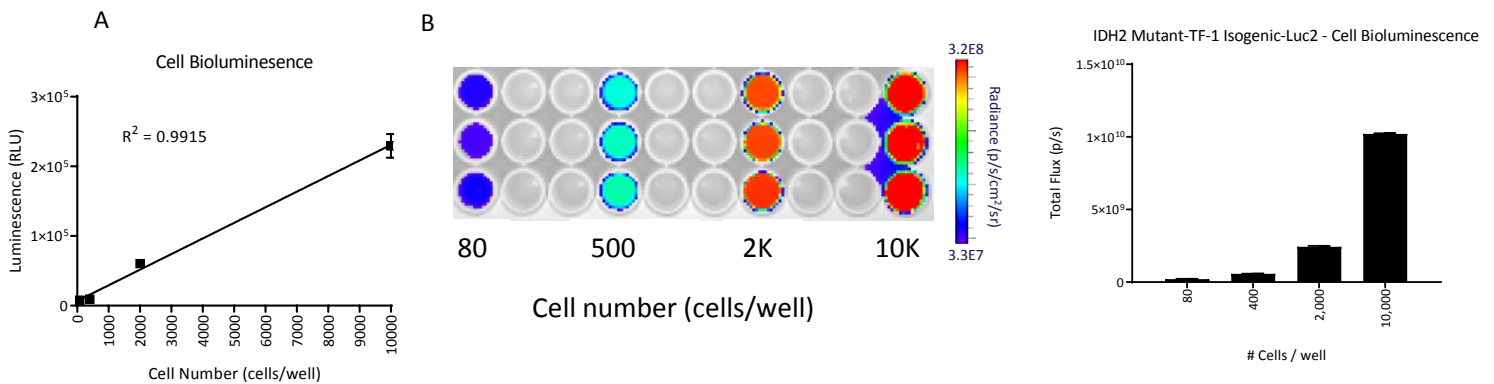 A
Cell Bioluminesence
Luminescence (RLU)
3×10⁵
2×10⁵
1×10⁵
0
R² = 0.9915
0
1000
2000
3000
4000
5000
6000
7000
8000
9000
10000
Cell Number (cells/well)
B
80
500
2K
10K
Cell number (cells/well)
3.2E8
Radiance (p/s/cm²/sr)
3.3E7
IDH2 Mutant-TF-1 Isogenic-Luc2 - Cell Bioluminescence
Total Flux (p/s)
1.5×10¹⁰
1×10¹⁰
5×10⁹
0
80
400
2,000
10,000
# Cells / well